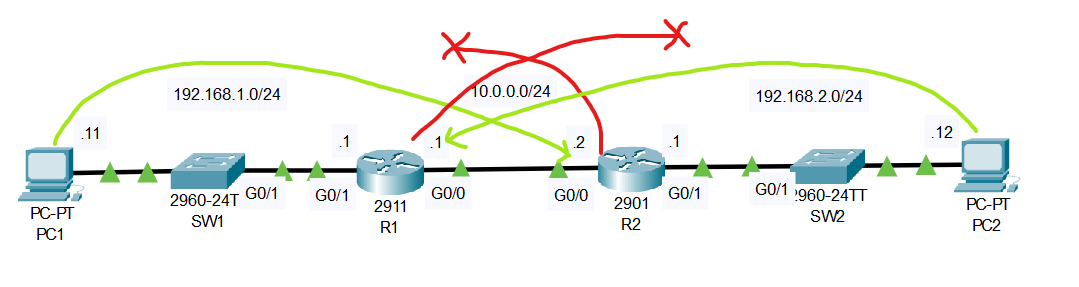 192.168.1.0/24
10.0.0.0/24
192.168.2.0/24
.11
.1
.1
.2
.1
.12
G0/1
G0/1
G0/0
G0/0
G0/1
G0/1
PC-PT
PC1
2960-24T
SW1
2911
R1
2901
R2
2960-24TT
SW2
PC-PT
PC2